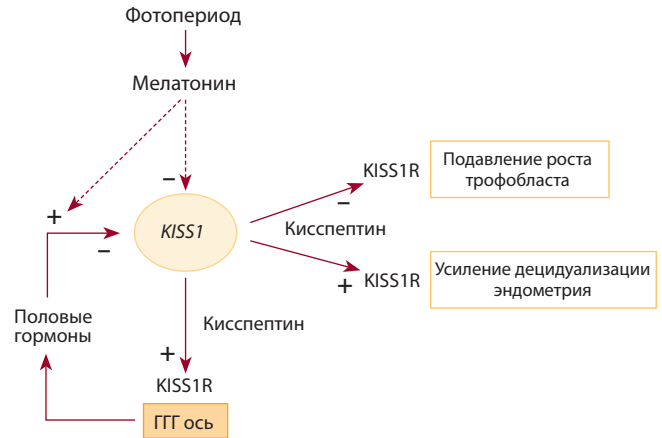 Фотопериод
Мелатонин
–
KISS1R
Подавление роста
трофобласта
+
KISS1
–
Кисспептин
–
+
KISS1R
Усиление децидуализации
эндометрия
Половые
гормоны
Кисспептин
+
KISS1R
ГГГ ось